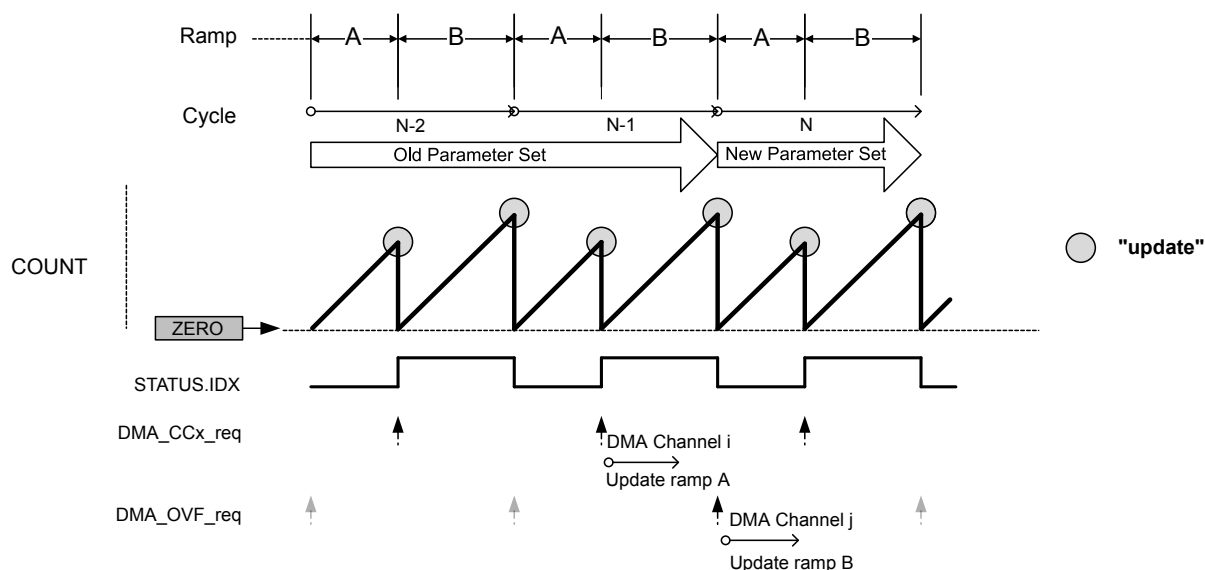 Ramp A B A B A B
Cycle
N-2 N-1 N
Old Parameter Set New Parameter Set
COUNT
"update"
ZERO
STATUS.IDX
DMA_CCx_req
DMA Channel i
Update ramp A
DMA_OVF_req
DMA Channel j
Update ramp B